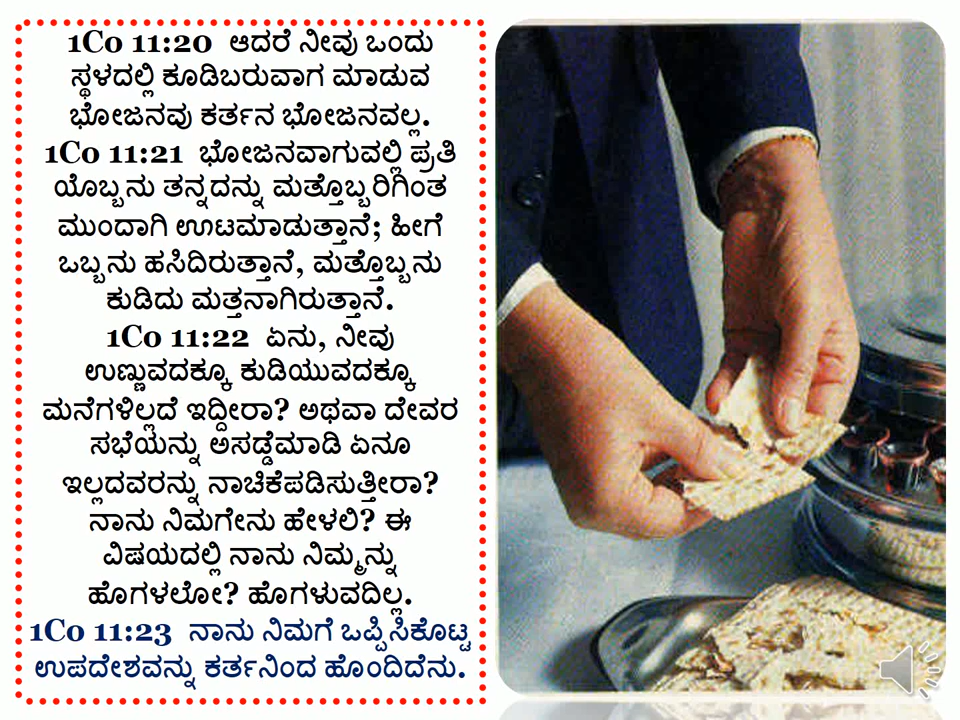 1Co 11:20 ಆದರೆ ನೀವು ಒಂದು
ಸ್ಥಳದಲ್ಲಿ ಕೂಡಿಬರುವಾಗ ಮಾಡುವ
ಭೋಜನವು ಕರ್ತನ ಭೋಜನವಲ್ಲ.
1Co 11:21 ಭೋಜನವಾಗುವಲ್ಲಿ ಪ್ರತಿ
ಯೊಬ್ಬನು ತನ್ನದನ್ನು ಮತ್ತೊಬ್ಬರಿಗಿಂತ
ಮುಂದಾಗಿ ಊಟಮಾಡುತ್ತಾನೆ; ಹೀಗೆ
ಒಬ್ಬನು ಹಸಿದಿರುತ್ತಾನೆ, ಮತ್ತೊಬ್ಬನು
ಕುಡಿದು ಮತ್ತನಾಗಿರುತ್ತಾನೆ.
1Co 11:22 ಏನು, ನೀವು
ಉಣ್ಣುವದಕ್ಕೂ ಕುಡಿಯುವದಕ್ಕೂ
ಮನೆಗಳಿಲ್ಲದೆ ಇದ್ದೀರಾ? ಅಥವಾ ದೇವರ
ಸಭೆಯನ್ನು ಅಸಡ್ಡೆಮಾಡಿ ಏನೂ
ಇಲ್ಲದವರನ್ನು ನಾಚಿಕೆಪಡಿಸುತ್ತೀರಾ?
ನಾನು ನಿಮಗೇನು ಹೇಳಲಿ? ಈ
ವಿಷಯದಲ್ಲಿ ನಾನು ನಿಮ್ಮನ್ನು
ಹೊಗಳಲೋ? ಹೊಗಳುವದಿಲ್ಲ.
1Co 11:23 ನಾನು ನಿಮಗೆ ಒಪ್ಪಿಸಿಕೊಟ್ಟ
ಉಪದೇಶವನ್ನು ಕರ್ತನಿಂದ ಹೊಂದಿದೆನು.